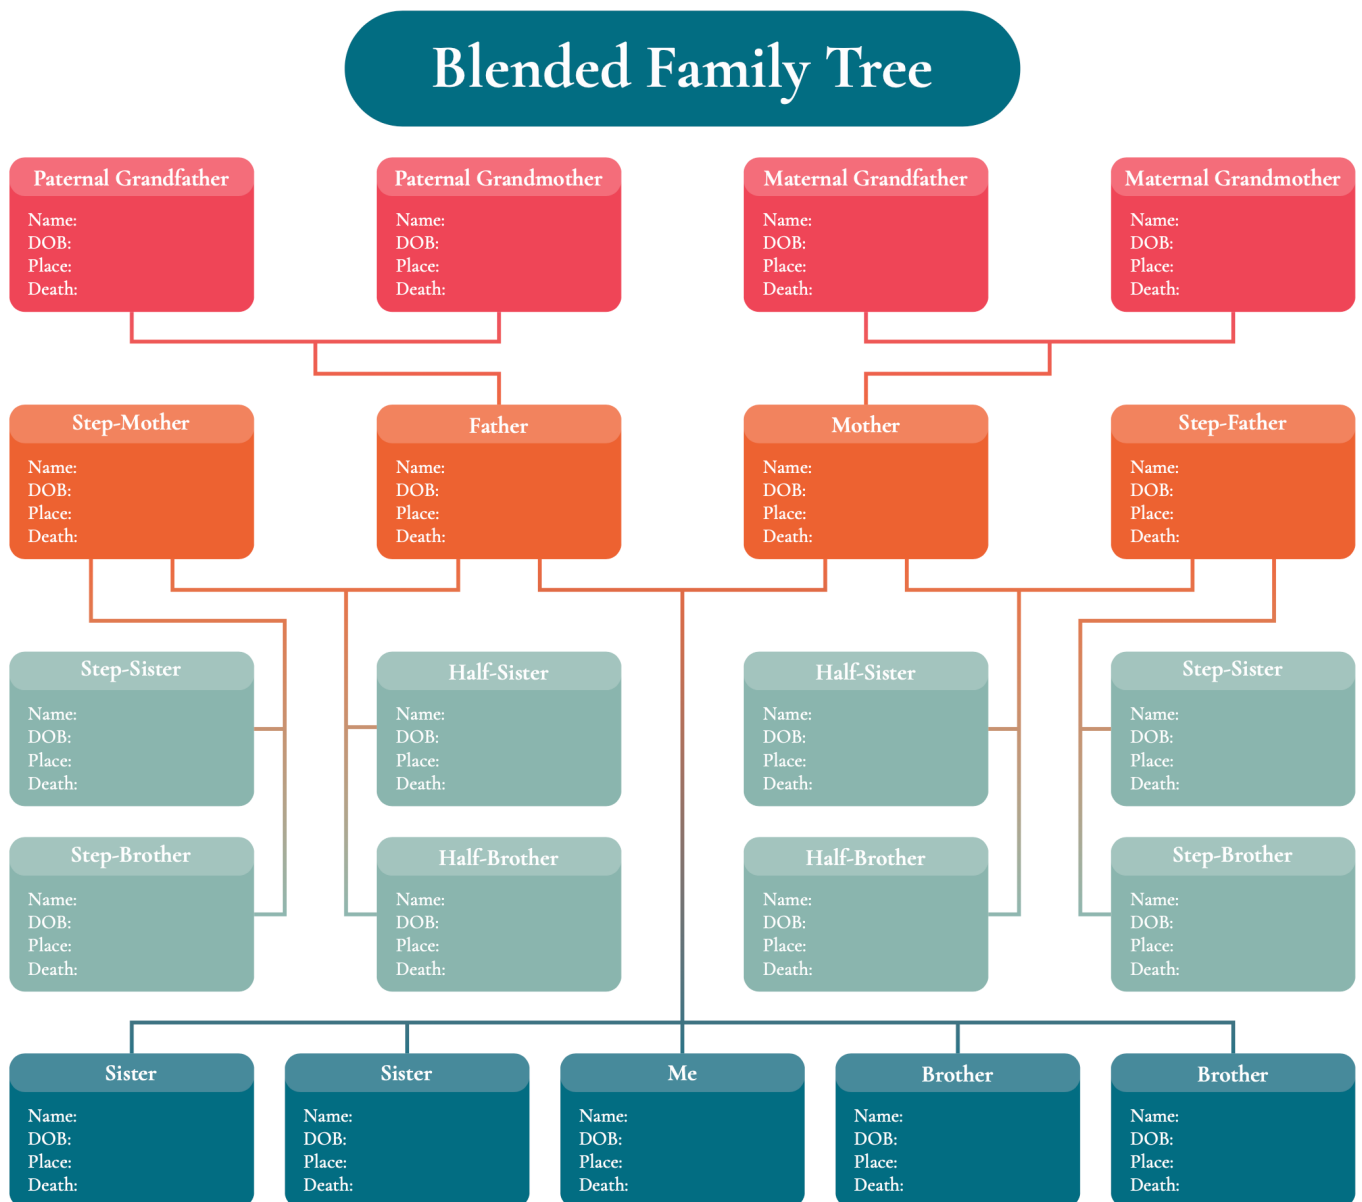 Blended Family Tree
Paternal Grandfather
Name:
DOB:
Place:
Death:
Paternal Grandmother
Name:
DOB:
Place:
Death:
Maternal Grandfather
Name:
DOB:
Place:
Death:
Maternal Grandmother
Name:
DOB:
Place:
Death:
Step-Mother
Name:
DOB:
Place:
Death:
Father
Name:
DOB:
Place:
Death:
Mother
Name:
DOB:
Place:
Death:
Step-Father
Name:
DOB:
Place:
Death:
Step-Sister
Name:
DOB:
Place:
Death:
Half-Sister
Name:
DOB:
Place:
Death:
Half-Sister
Name:
DOB:
Place:
Death:
Step-Sister
Name:
DOB:
Place:
Death:
Step-Brother
Name:
DOB:
Place:
Death:
Half-Brother
Name:
DOB:
Place:
Death:
Half-Brother
Name:
DOB:
Place:
Death:
Step-Brother
Name:
DOB:
Place:
Death:
Sister
Name:
DOB:
Place:
Death:
Sister
Name:
DOB:
Place:
Death:
Me
Name:
DOB:
Place:
Death:
Brother
Name:
DOB:
Place:
Death:
Brother
Name:
DOB:
Place:
Death: